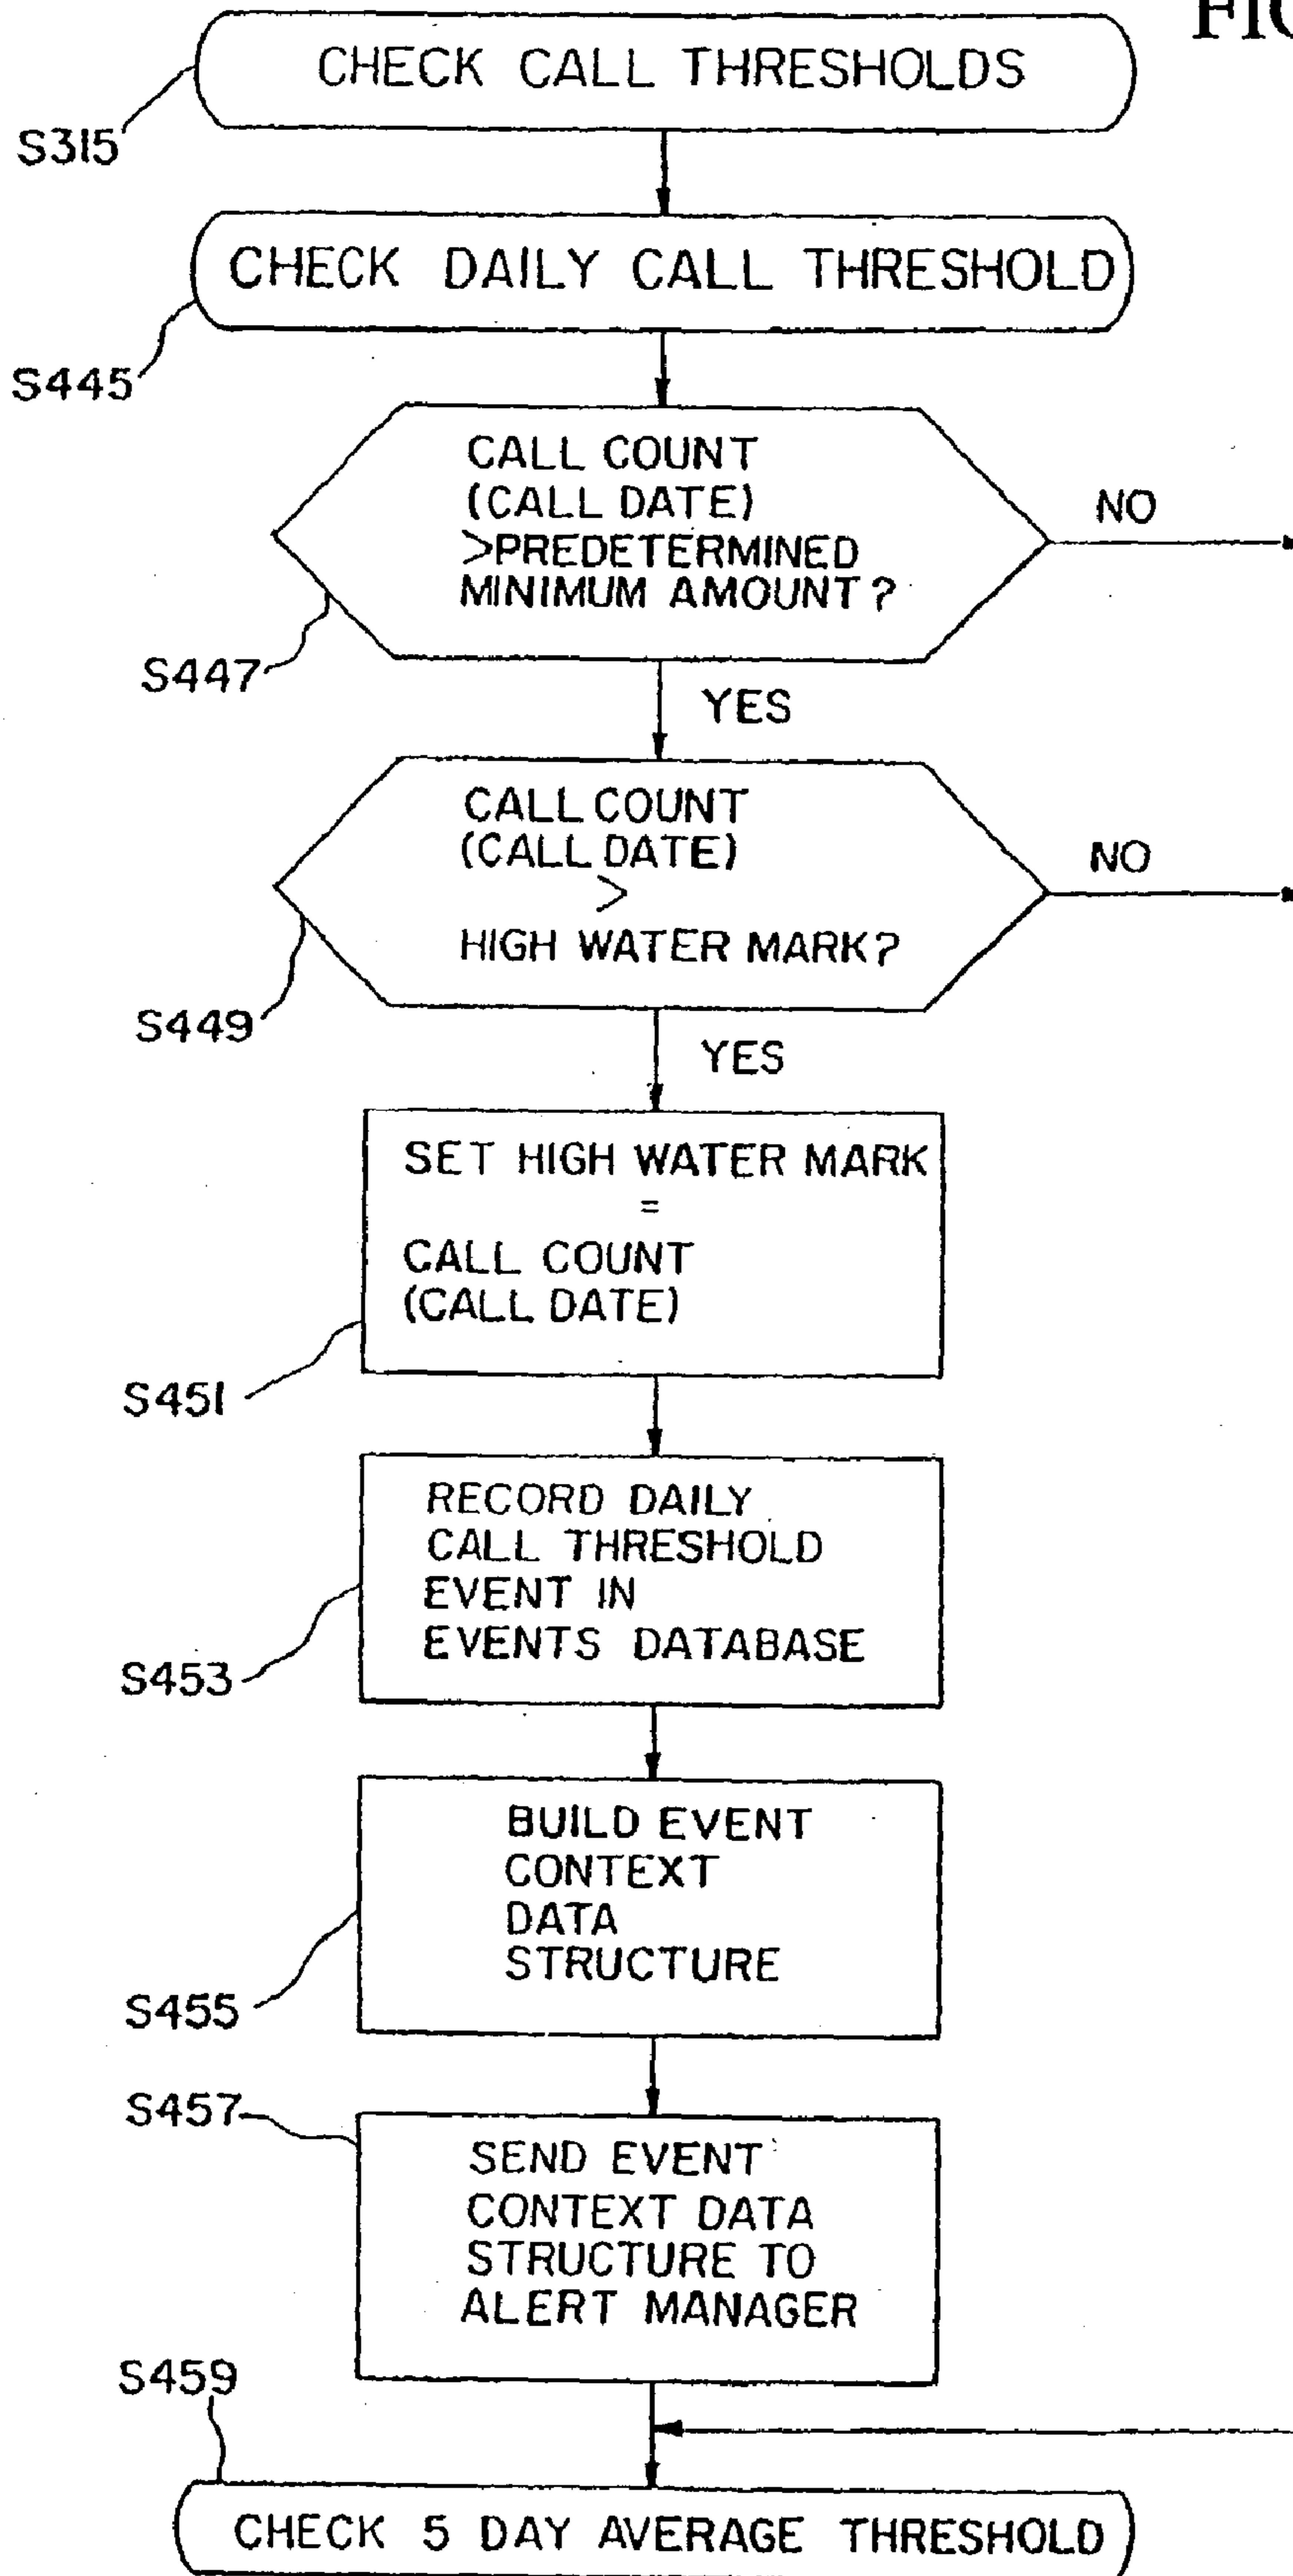 CHECK CALL THRESHOLDS
S315
CHECK DAILY CALL THRESHOLD
S445
CALL COUNT
(CALL DATE)
>PREDETERMINED
MINIMUM AMOUNT?
NO
S447
YES
CALL COUNT
(CALL DATE)
>
HIGH WATER MARK?
NO
S449
YES
SET HIGH WATER MARK
=
CALL COUNT
(CALL DATE)
S451
RECORD DAILY
CALL THRESHOLD
EVENT IN
EVENTS DATABASE
S453
BUILD EVENT
CONTEXT
DATA
STRUCTURE
S455
S457
SEND EVENT
CONTEXT DATA
STRUCTURE TO
ALERT MANAGER
S459
CHECK 5 DAY AVERAGE THRESHOLD